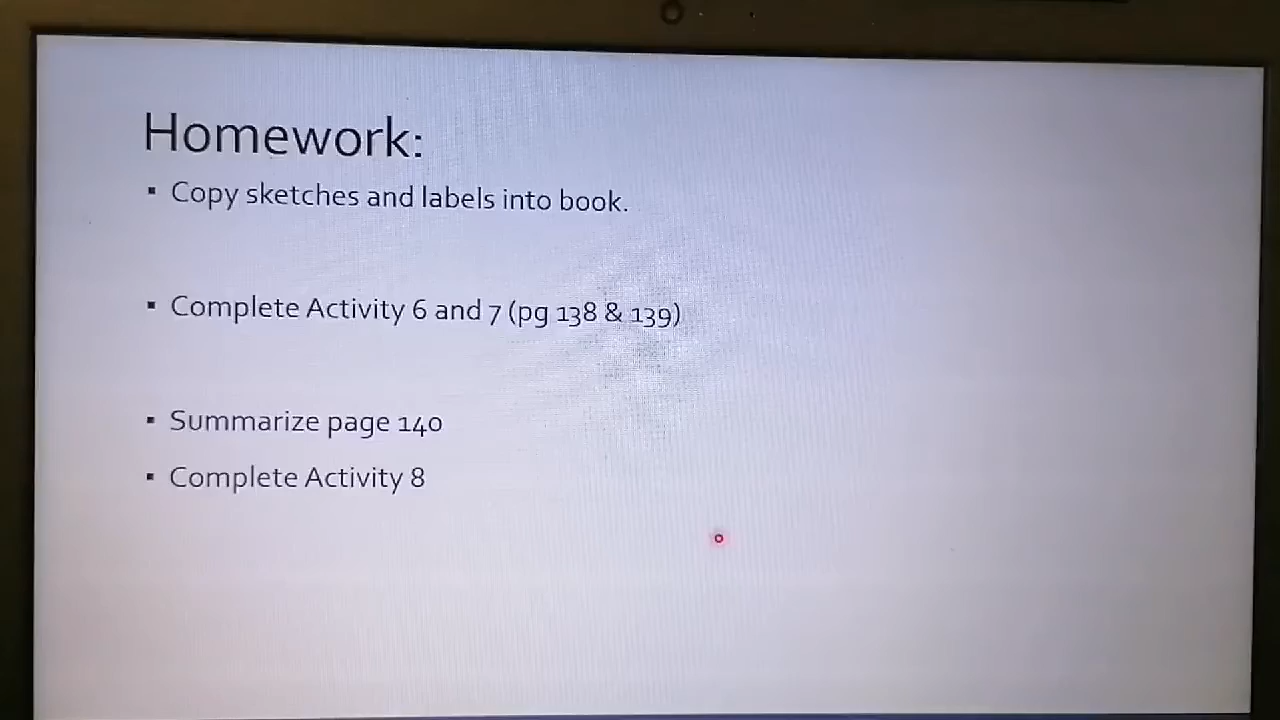 Homework:
▪ Copy sketches and labels into book.
▪ Complete Activity 6 and 7 (pg 138 & 139)
▪ Summarize page 140
▪ Complete Activity 8